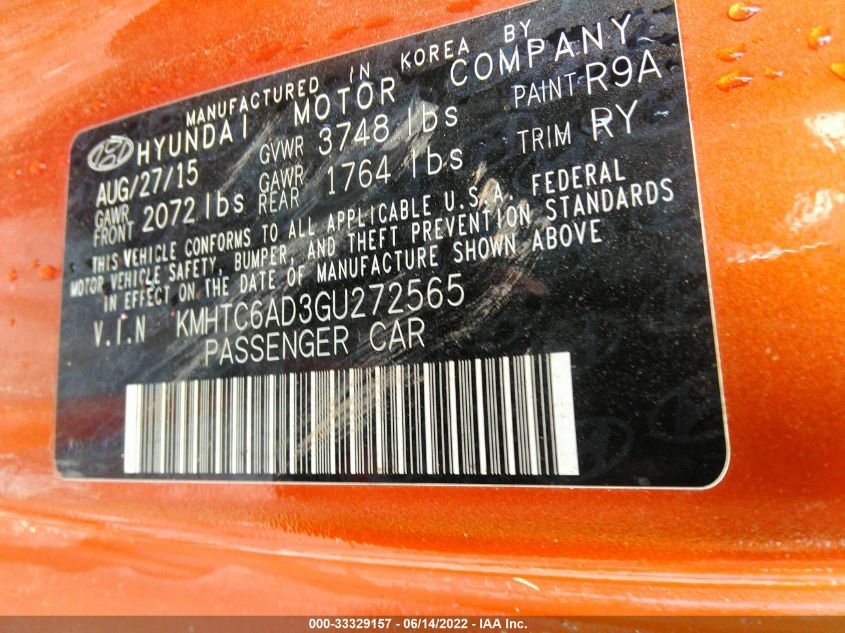 MANUFACTURED IN KOREA BY
HYUNDAI MOTOR COMPANY
AUG/27/15 GVWR 3748 lbs PAINT R9A
GAWR FRONT 2072 lbs GAWR REAR 1764 lbs TRIM RY
THIS VEHICLE CONFORMS TO ALL APPLICABLE U.S.A. FEDERAL
MOTOR VEHICLE SAFETY, BUMPER, AND THEFT PREVENTION STANDARDS
IN EFFECT ON THE DATE OF MANUFACTURE SHOWN ABOVE
V.I.N KMHTC6AD3GU272565
PASSENGER CAR
000-33329157 - 06/14/2022 - IAA Inc.